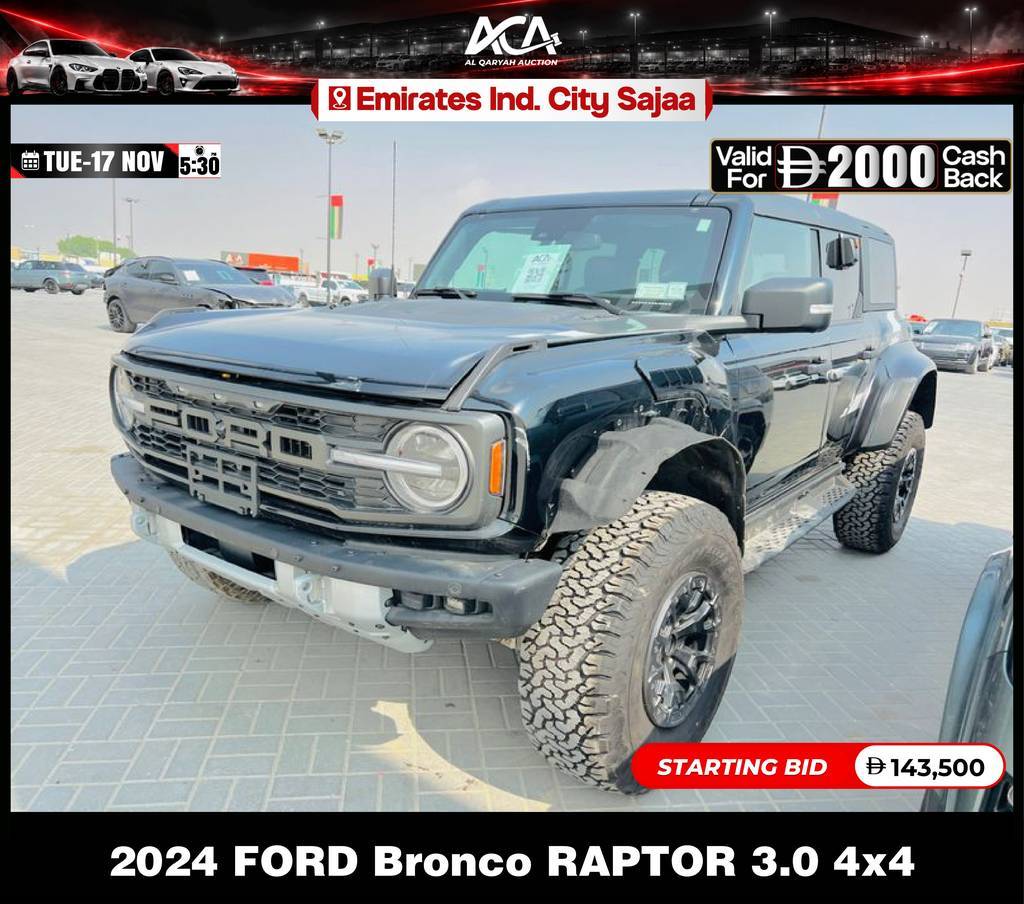 ACA
AL QARYAH AUCTION
Emirates Ind. City Sajaa
TUE-17 NOV
5:30
Valid For
2000
Cash Back
ACA
FORD
STARTING BID
143,500
2024 FORD Bronco RAPTOR 3.0 4x4